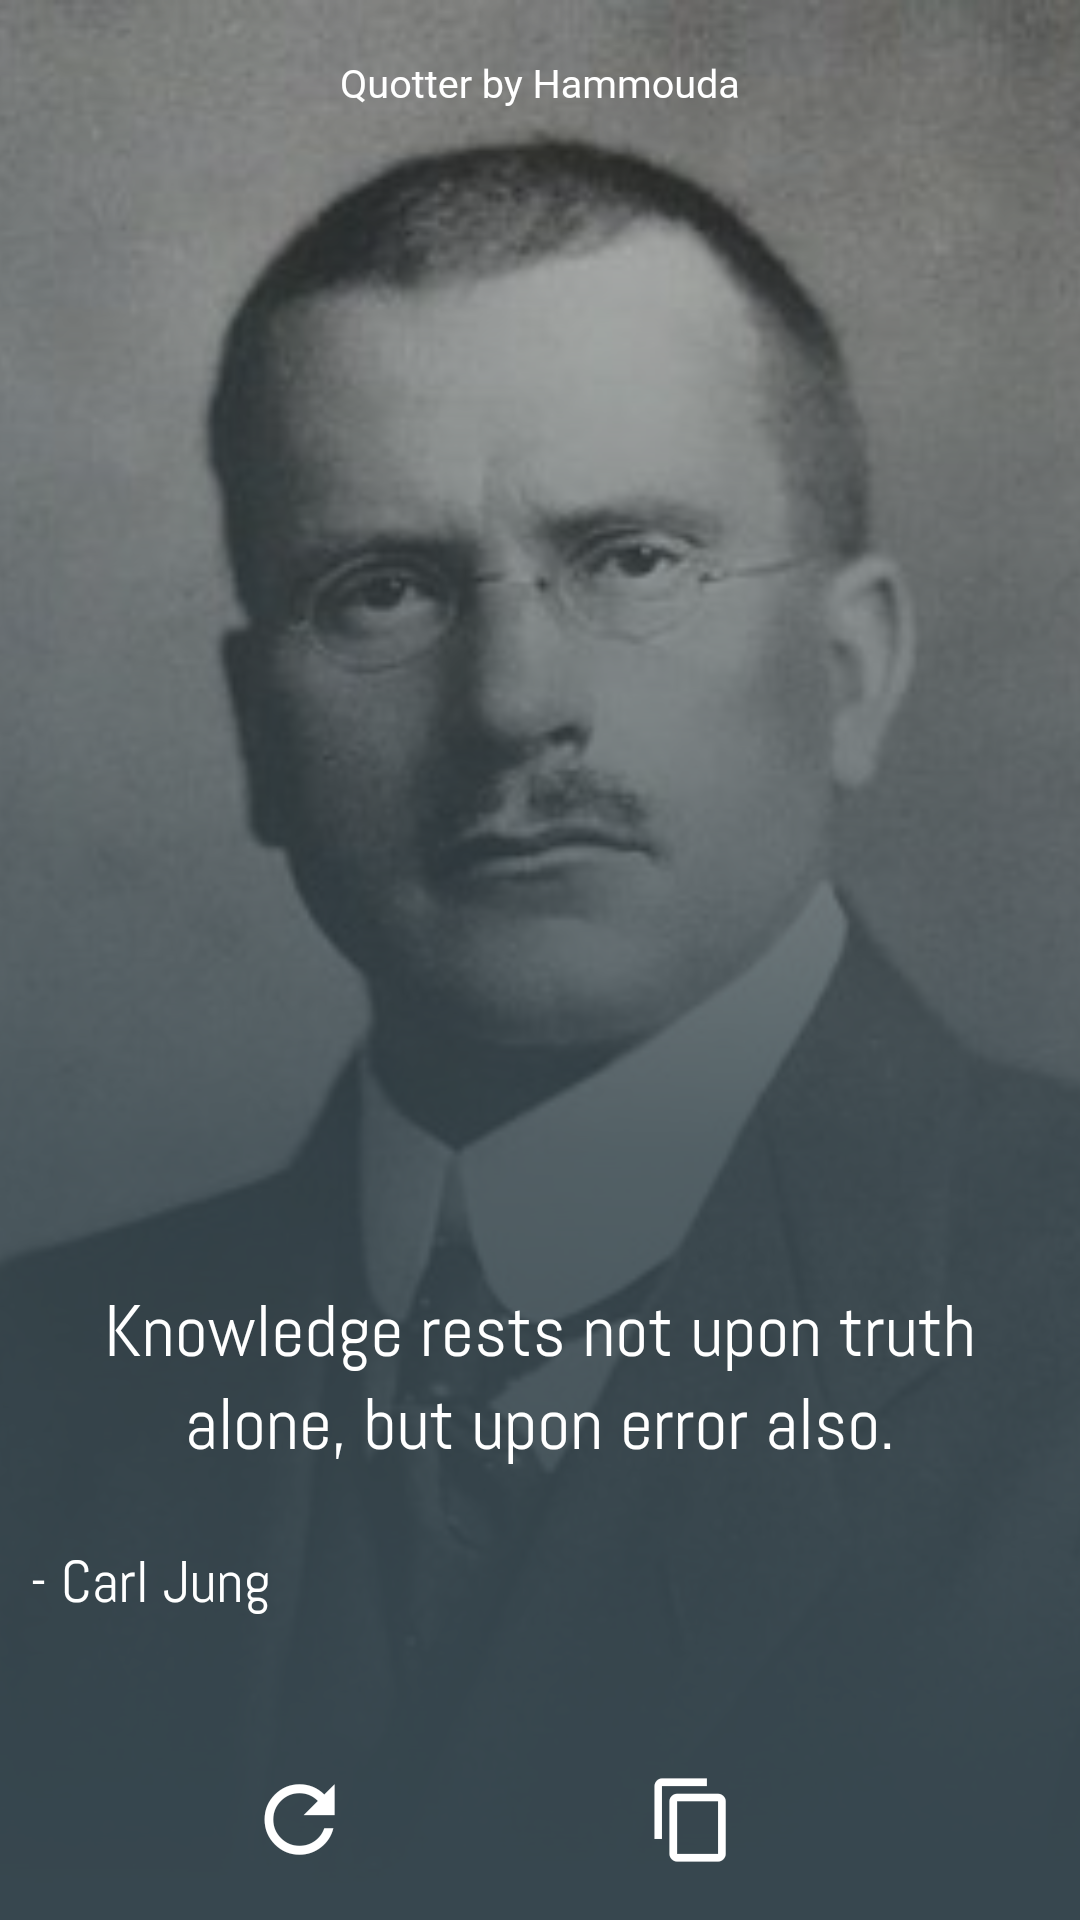 Quotter by Hammouda
Knowledge rests not upon truth
alone, but upon error also.
- Carl Jung